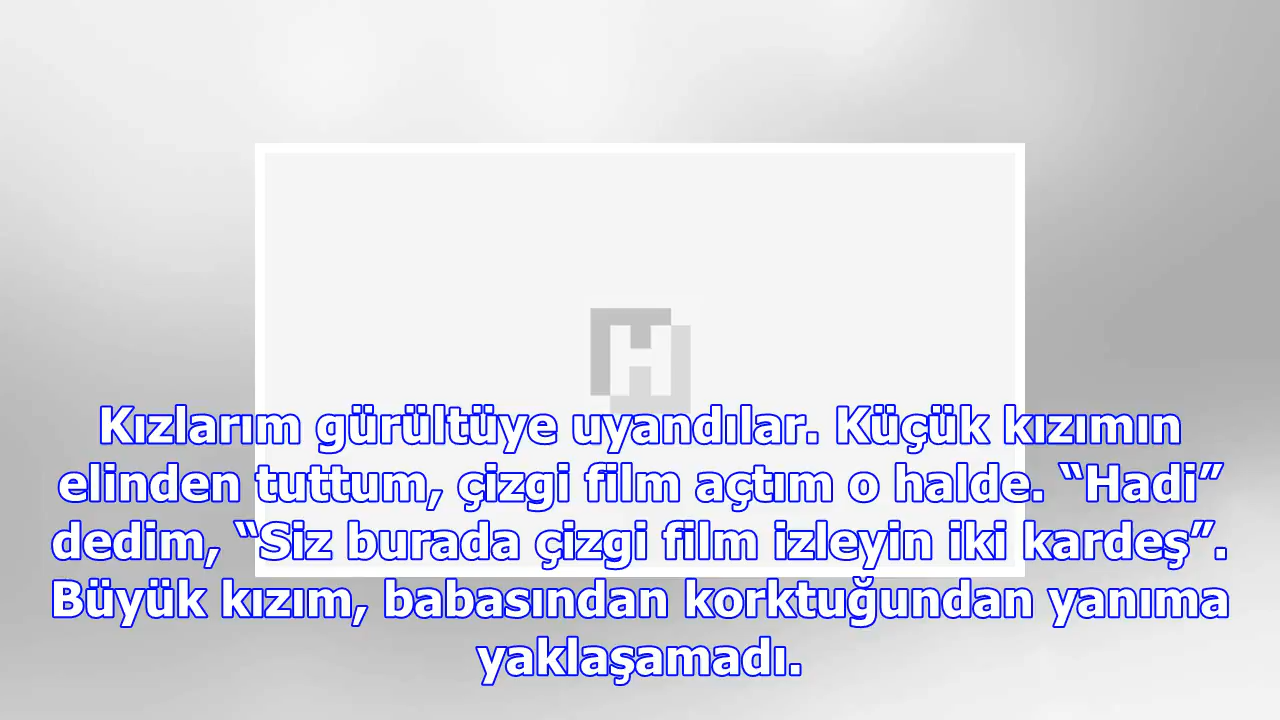 H
Kızlarım gürültüye uyandılar. Küçük kızımın
elinden tuttum, çizgi film açtım o halde. “Hadi”
dedim, “Siz burada çizgi film izleyin iki kardeş”.
Büyük kızım, babasından korktuğundan yanıma
yaklaşamadı.